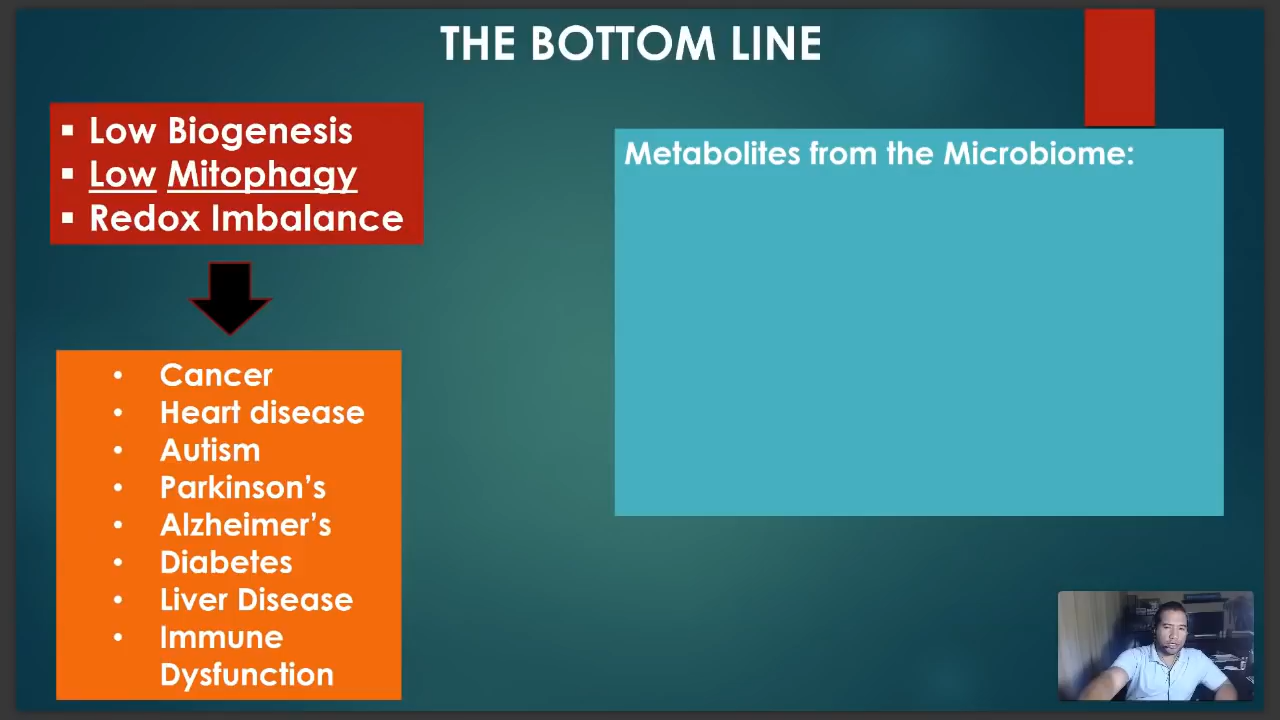 THE BOTTOM LINE
▪ Low Biogenesis
▪ Low Mitophagy
▪ Redox Imbalance
Metabolites from the Microbiome:
• Cancer
• Heart disease
• Autism
• Parkinson’s
• Alzheimer’s
• Diabetes
• Liver Disease
• Immune
Dysfunction